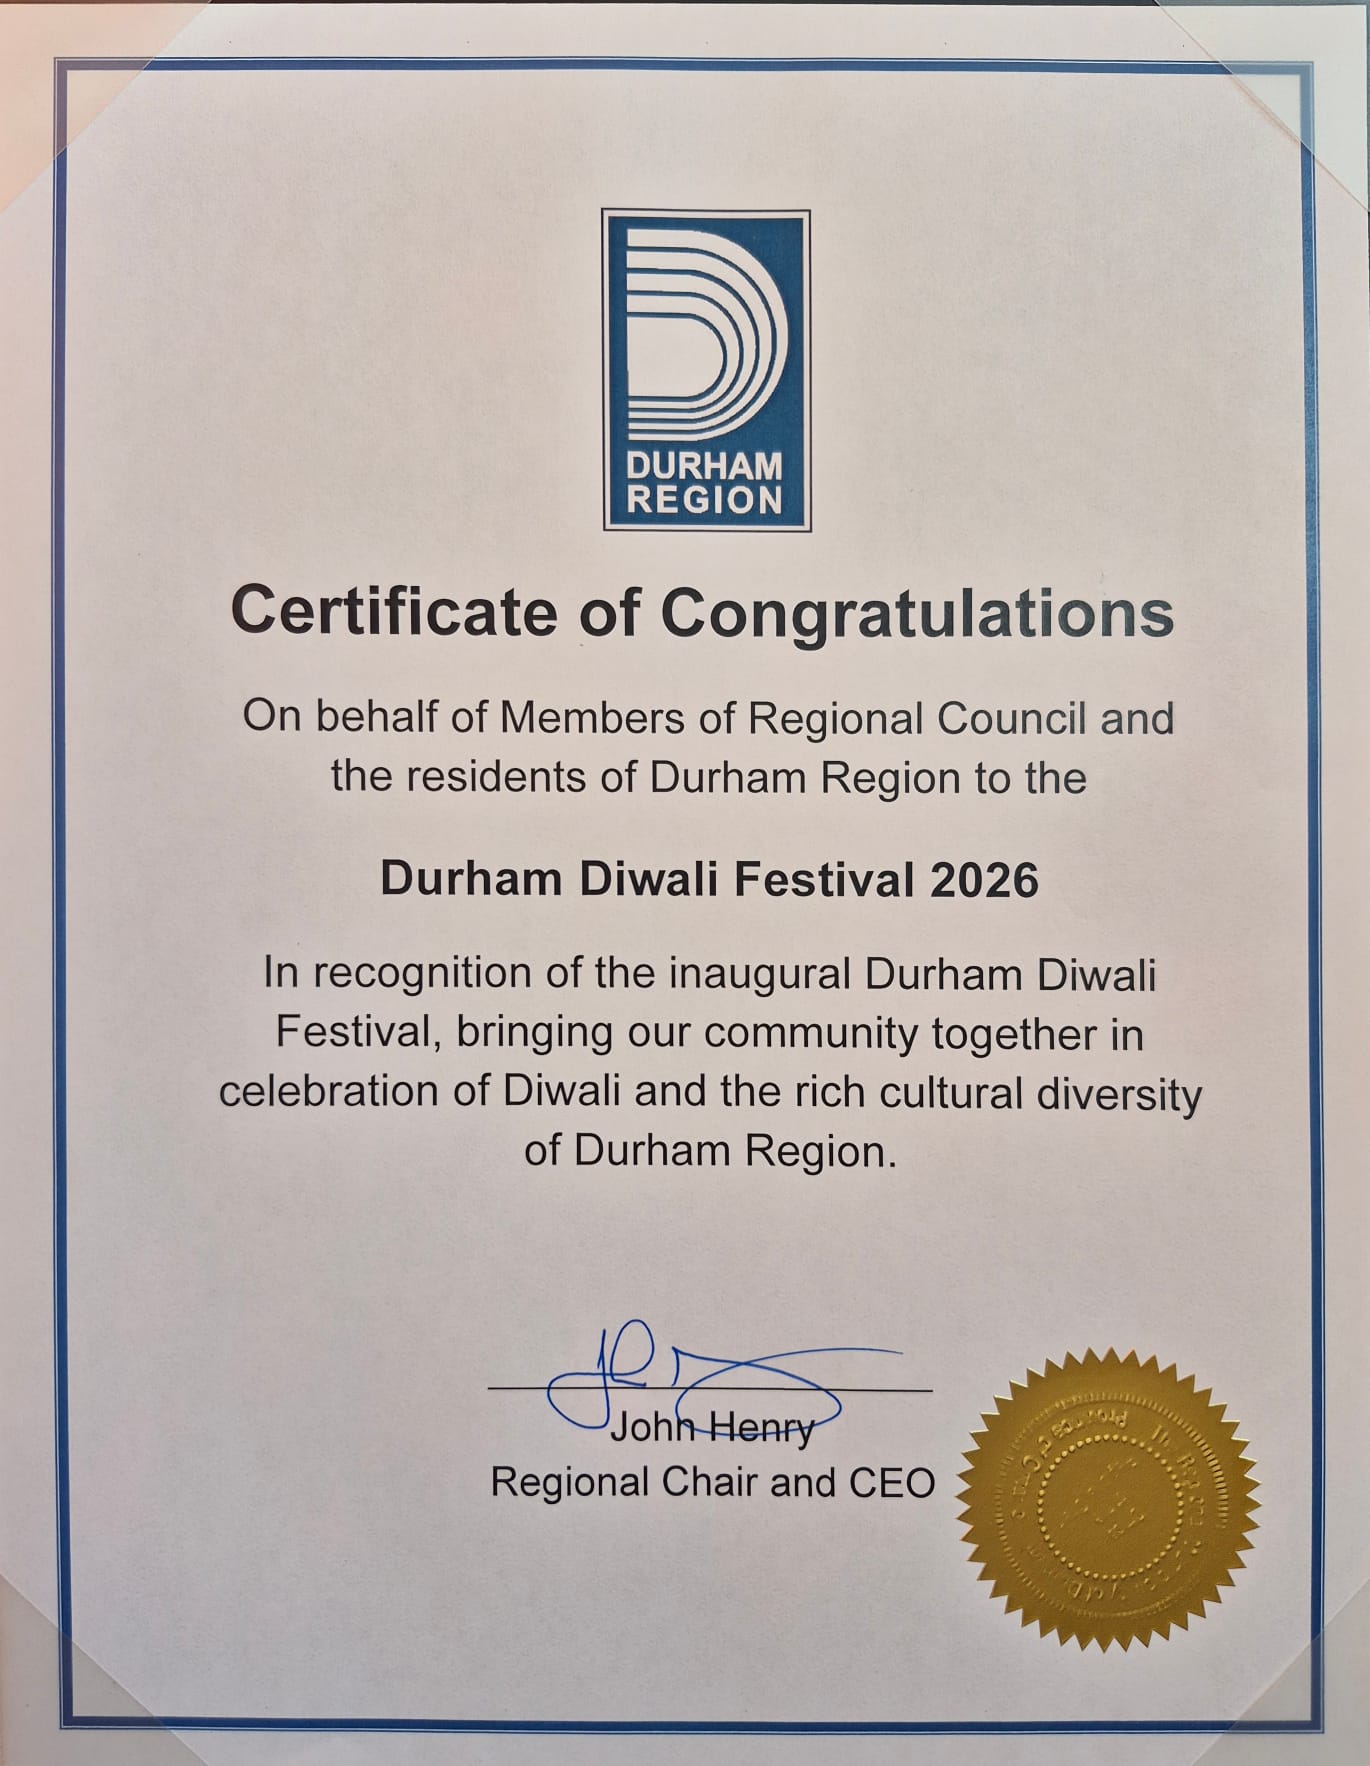 DURHAM
REGION
Certificate of Congratulations
On behalf of Members of Regional Council and
the residents of Durham Region to the
Durham Diwali Festival 2026
In recognition of the inaugural Durham Diwali
Festival, bringing our community together in
celebration of Diwali and the rich cultural diversity
of Durham Region.
John Henry
Regional Chair and CEO